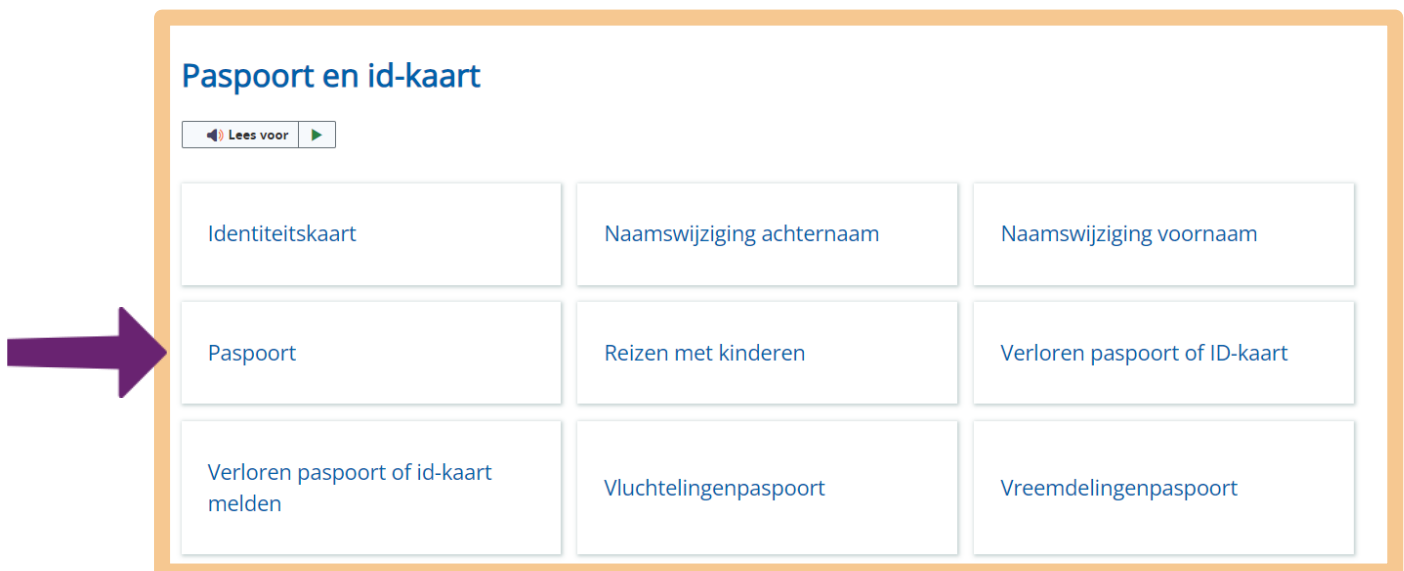 Paspoort en id-kaart
Lees voor
Identiteitskaart
Naamswijziging achternaam
Naamswijziging voornaam
Paspoort
Reizen met kinderen
Verloren paspoort of ID-kaart
Verloren paspoort of id-kaart
melden
Vluchtelingenpaspoort
Vreemdelingenpaspoort